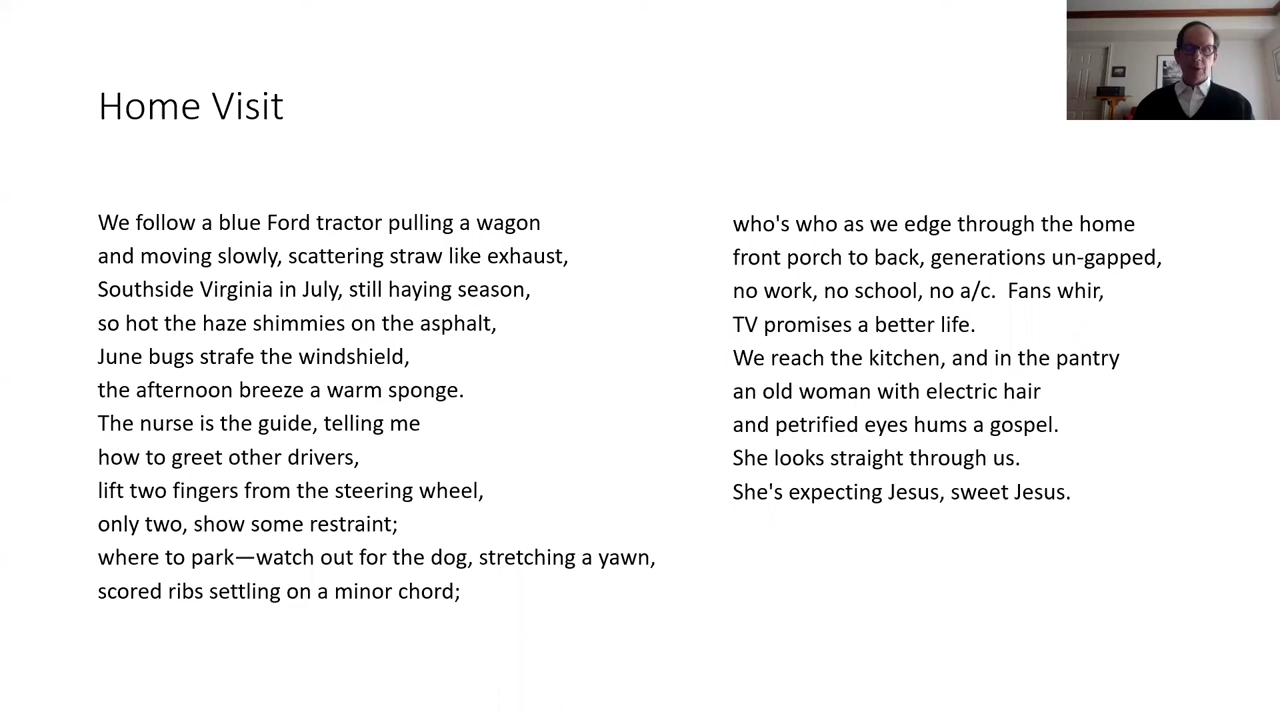 Home Visit
We follow a blue Ford tractor pulling a wagon
and moving slowly, scattering straw like exhaust,
Southside Virginia in July, still haying season,
so hot the haze shimmies on the asphalt,
June bugs strafe the windshield,
the afternoon breeze a warm sponge.
The nurse is the guide, telling me
how to greet other drivers,
lift two fingers from the steering wheel,
only two, show some restraint;
where to park—watch out for the dog, stretching a yawn,
scored ribs settling on a minor chord;
who's who as we edge through the home
front porch to back, generations un-gapped,
no work, no school, no a/c.  Fans whir,
TV promises a better life.
We reach the kitchen, and in the pantry
an old woman with electric hair
and petrified eyes hums a gospel.
She looks straight through us.
She's expecting Jesus, sweet Jesus.